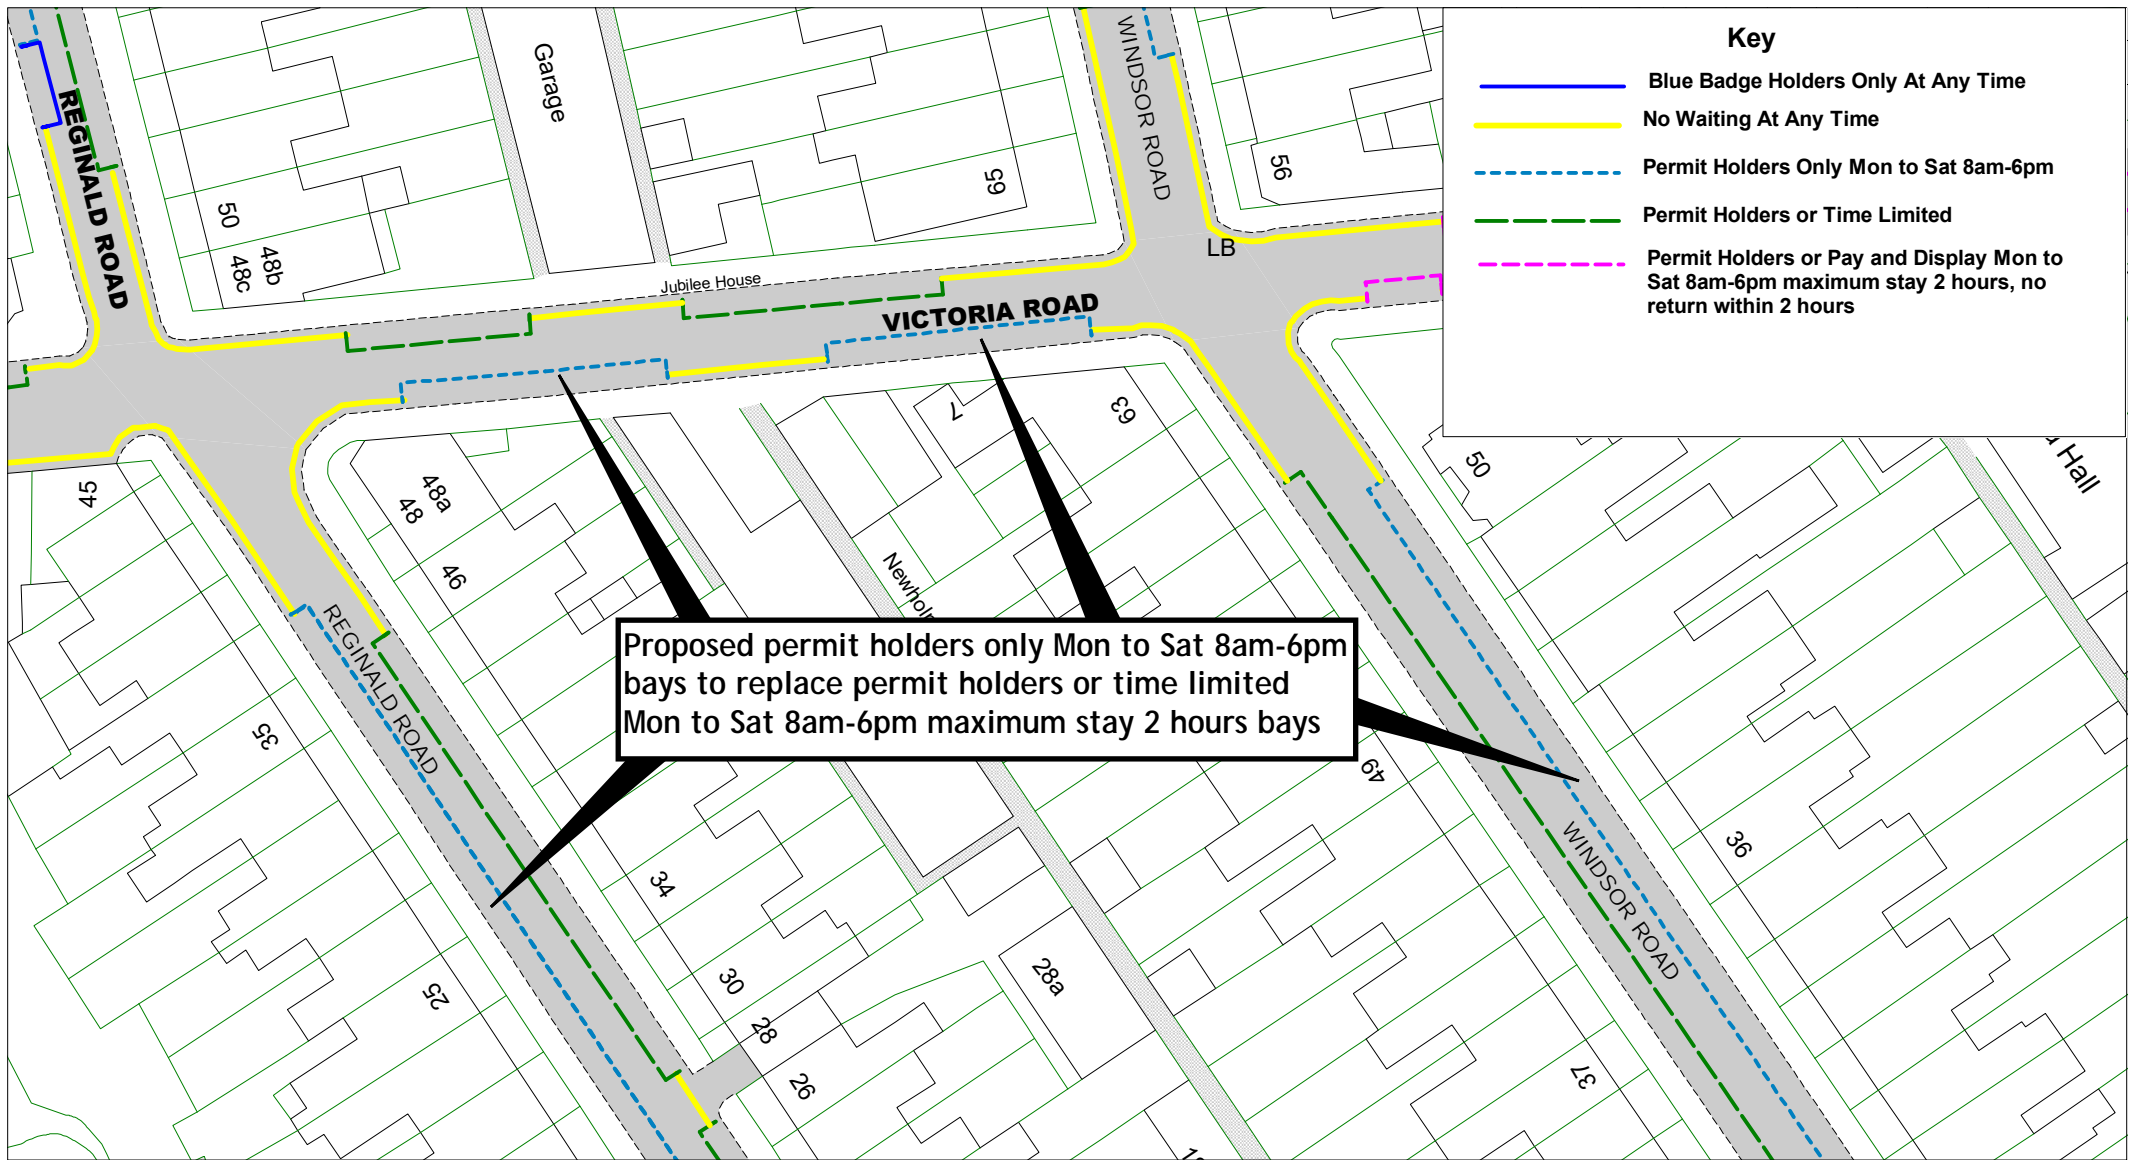 Key
Blue Badge Holders Only At Any Time
No Waiting At Any Time
Permit Holders Only Mon to Sat 8am-6pm
Permit Holders or Time Limited
Permit Holders or Pay and Display Mon to
Sat 8am-6pm maximum stay 2 hours, no
return within 2 hours
REGINALD ROAD
Garage
WINDSOR ROAD
65
56
50
48b
48c
LB
Jubilee House
VICTORIA ROAD
7
63
50
Hall
45
48a
48
46
REGINALD ROAD
35
Proposed permit holders only Mon to Sat 8am-6pm
bays to replace permit holders or time limited
Mon to Sat 8am-6pm maximum stay 2 hours bays
49
36
WINDSOR ROAD
34
30
28
26
28a
25
37